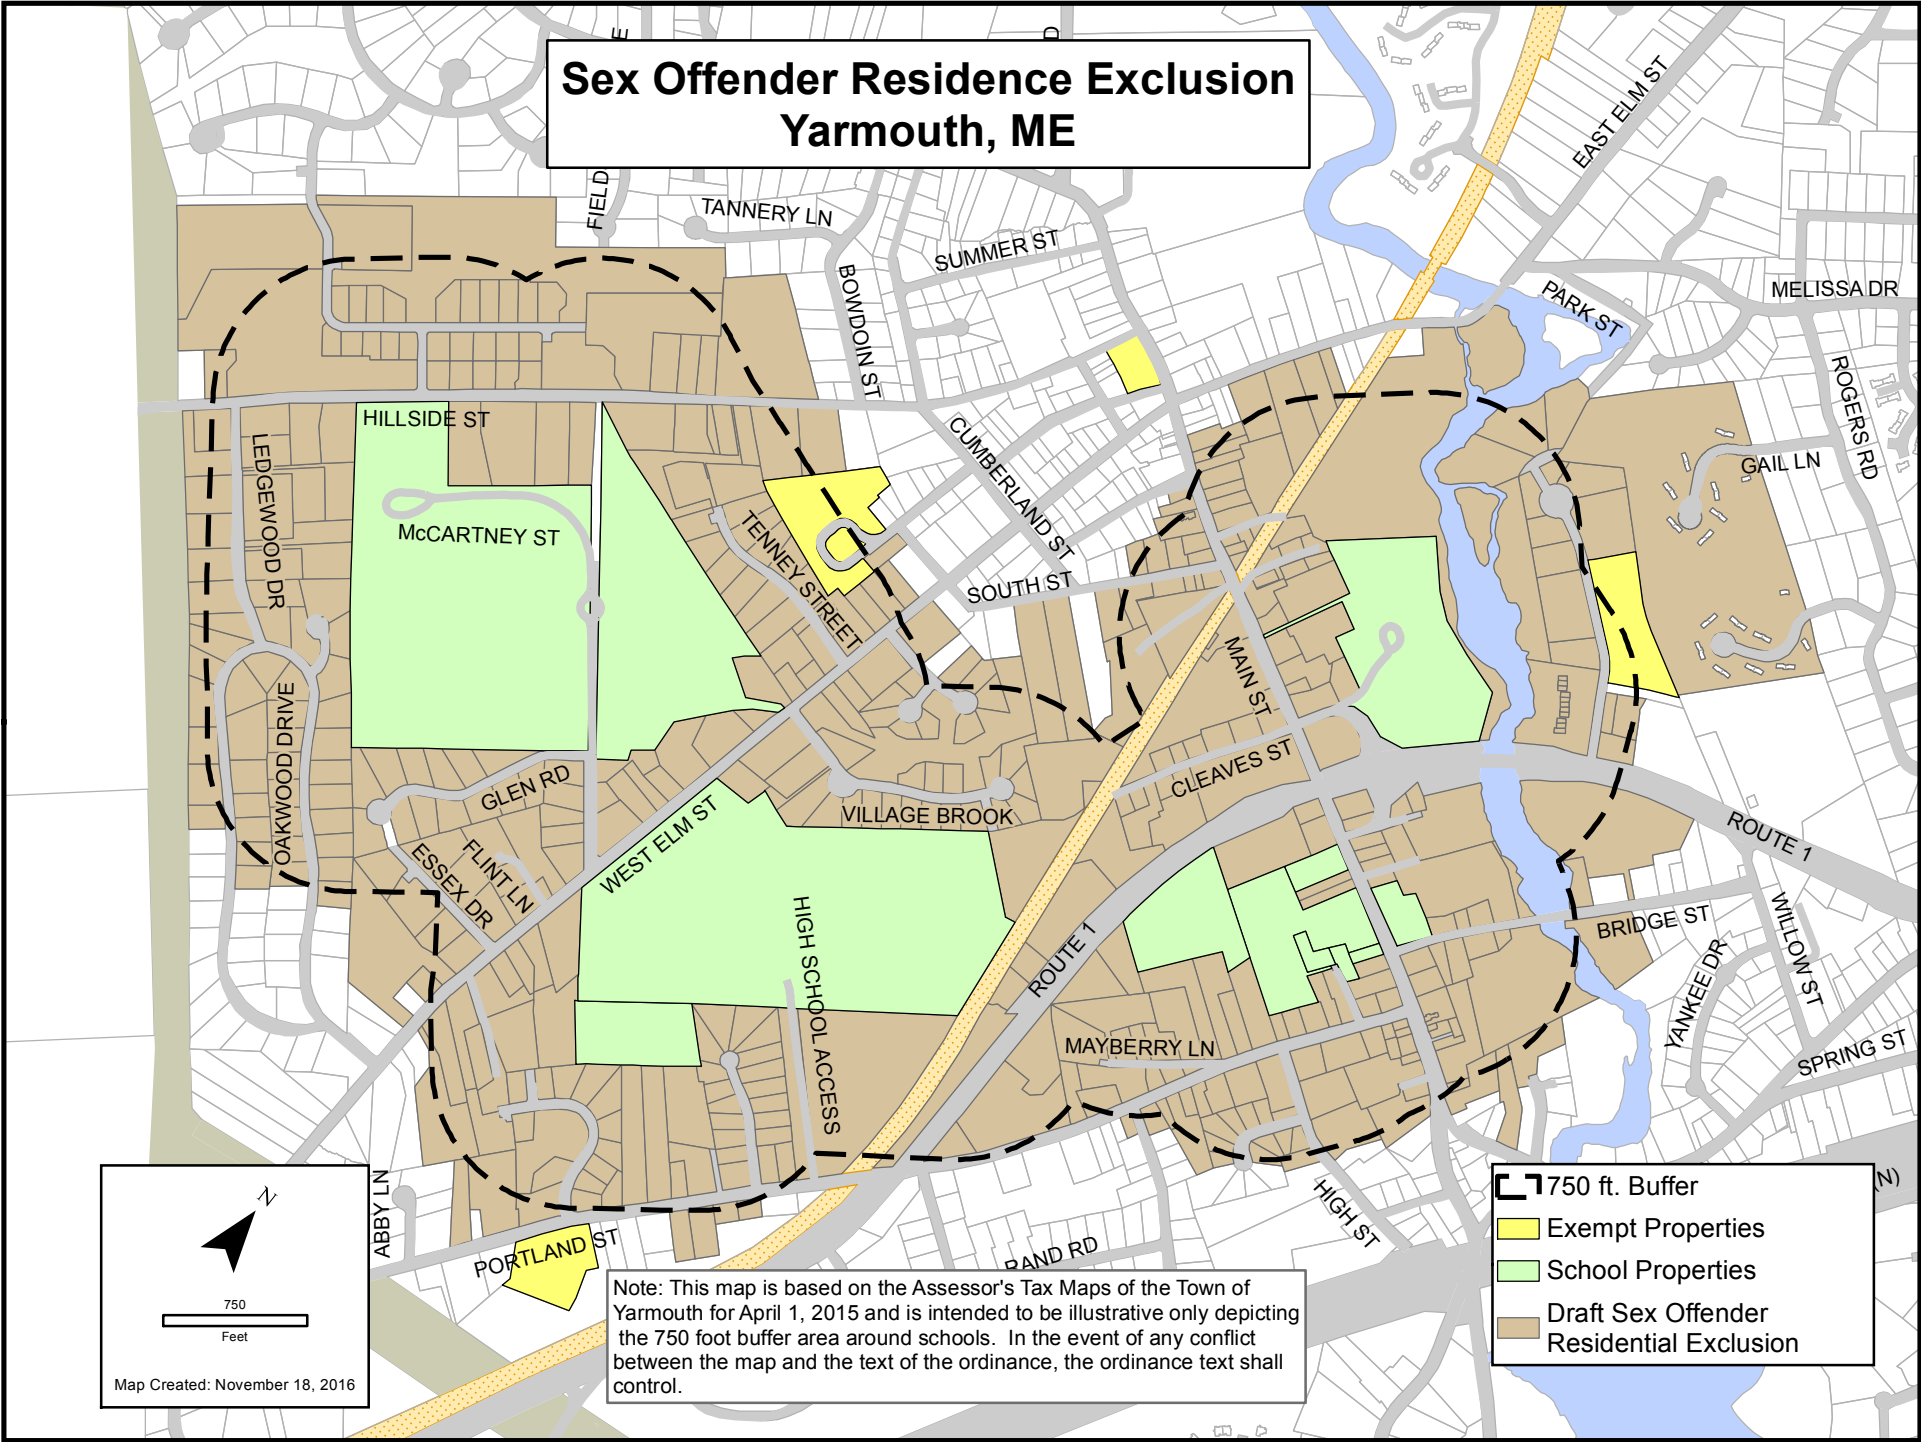 Sex Offender Residence Exclusion
Yarmouth, ME
E
D
FIELD
TANNERY LN
SUMMER ST
BOWDOIN ST
EAST ELM ST
PARK ST
MELISSA DR
ROGERS RD
GAIL LN
HILLSIDE ST
LEDGEWOOD DR
McCARTNEY ST
TENNEY STREET
CUMBERLAND ST
SOUTH ST
MAIN ST
OAKWOOD DRIVE
GLEN RD
FLINT LN
ESSEX DR
WEST ELM ST
VILLAGE BROOK
CLEAVES ST
ROUTE 1
HIGH SCHOOL ACCESS
ROUTE 1
BRIDGE ST
WILLOW ST
YANKEE DR
SPRING ST
MAYBERRY LN
ABBY LN
PORTLAND ST
RAND RD
HIGH ST
(N)
N
750
Feet
Map Created: November 18, 2016
Note: This map is based on the Assessor's Tax Maps of the Town of
Yarmouth for April 1, 2015 and is intended to be illustrative only depicting
the 750 foot buffer area around schools. In the event of any conflict
between the map and the text of the ordinance, the ordinance text shall
control.
750 ft. Buffer
Exempt Properties
School Properties
Draft Sex Offender
Residential Exclusion